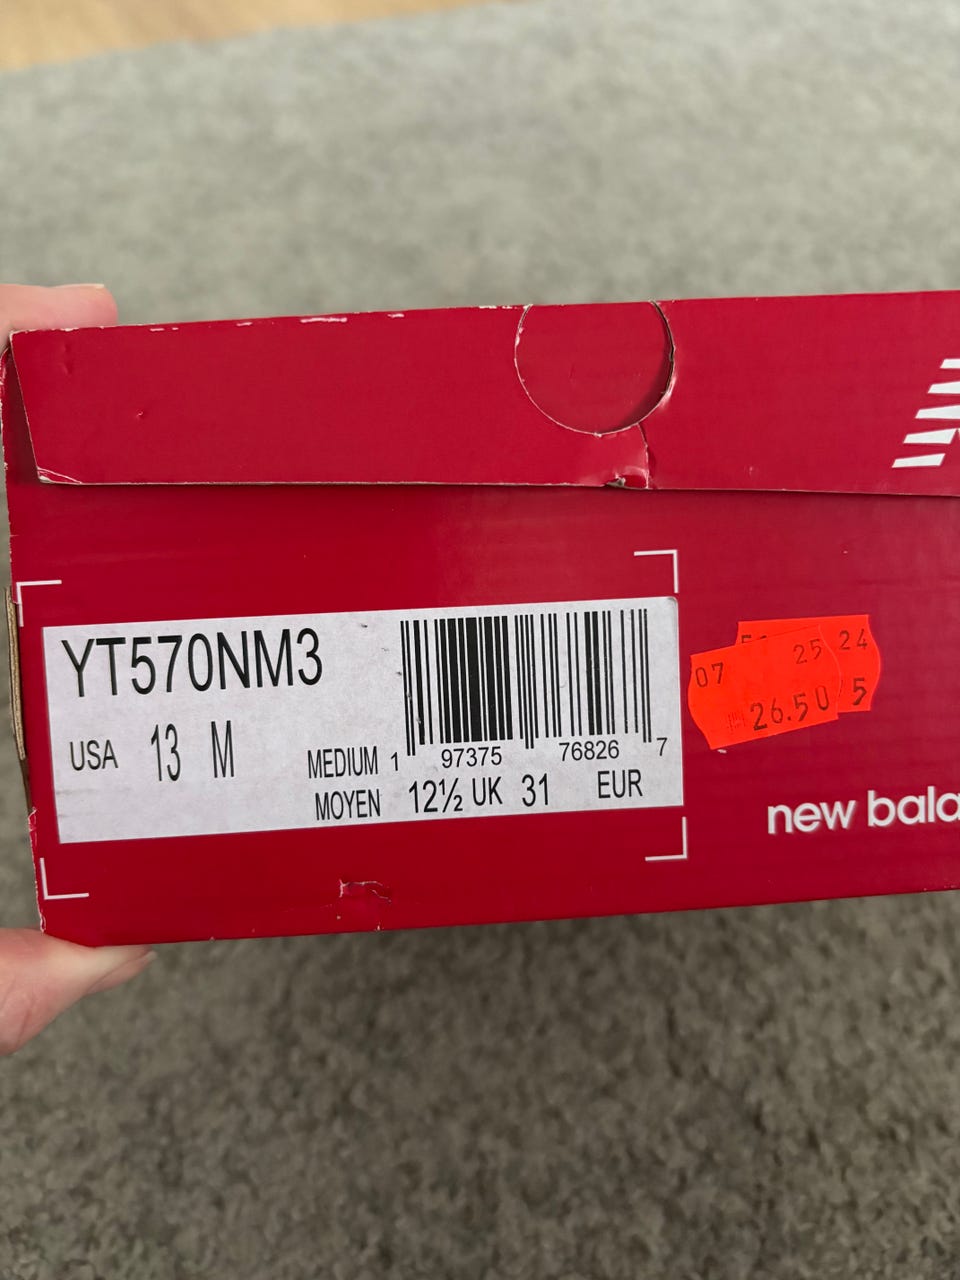 YT570NM3
USA 13 M
MEDIUM
MOYEN
1 97375 76826 7
12½ UK 31 EUR
24
5
07 25
26.50
new bala